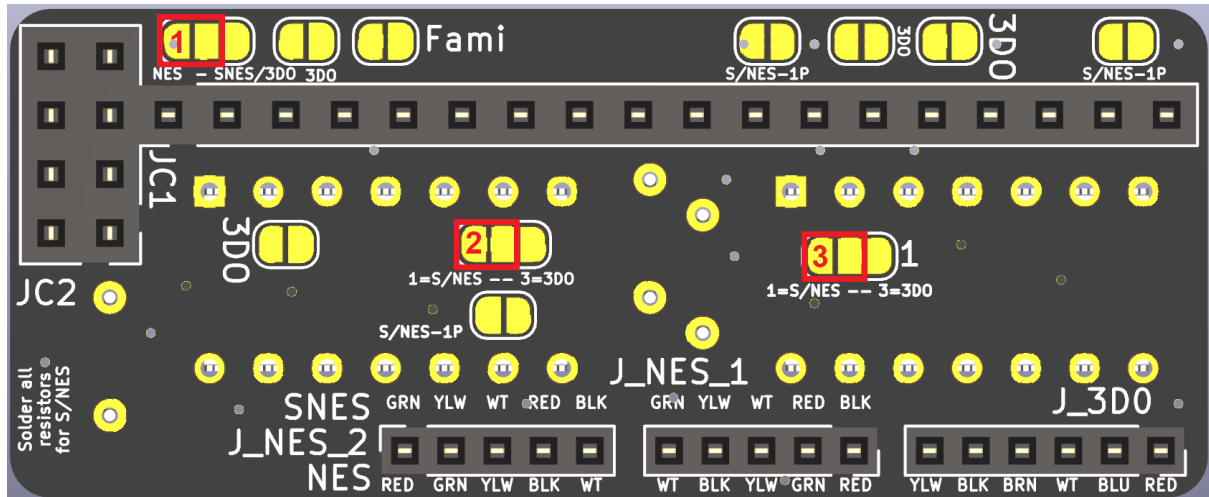 1
Fami
3DO
3DO
NES - SNES/3DO
3DO
S/NES-1P
S/NES-1P
JC1
3DO
2
3
1
1=S/NES -- 3=3DO
1=S/NES -- 3=3DO
JC2
S/NES-1P
J_NES_1
Solder all
resistors
for S/NES
SNES
GRN YLW WT RED BLK
GRN YLW WT RED BLK
J_3DO
J_NES_2
NES
RED GRN YLW BLK WT
WT BLK YLW GRN RED
YLW BLK BRN WT BLU RED